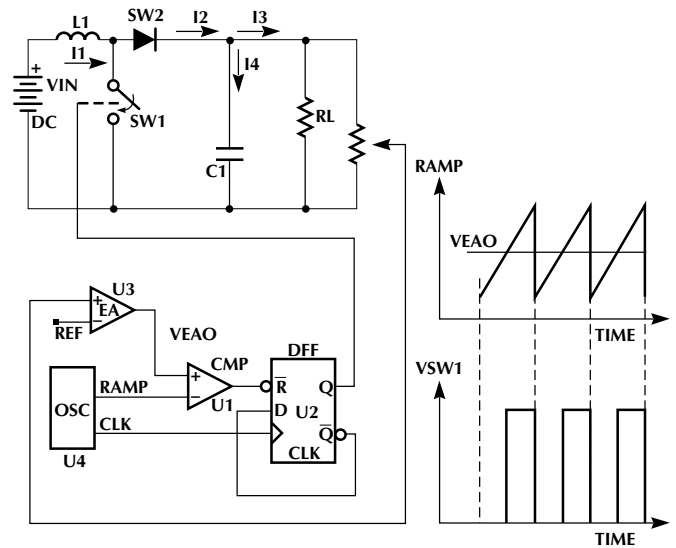 SW2
L1
I2
I3
I1
I4
+
VIN
DC
SW1
RL
C1
RAMP
VEAO
TIME
U3
+
EA
−
REF
VEAO
DFF
CMP
+
−
U1
RAMP
OSC
CLK
U4
R̅
Q
D
U2
Q̅
CLK
VSW1
TIME